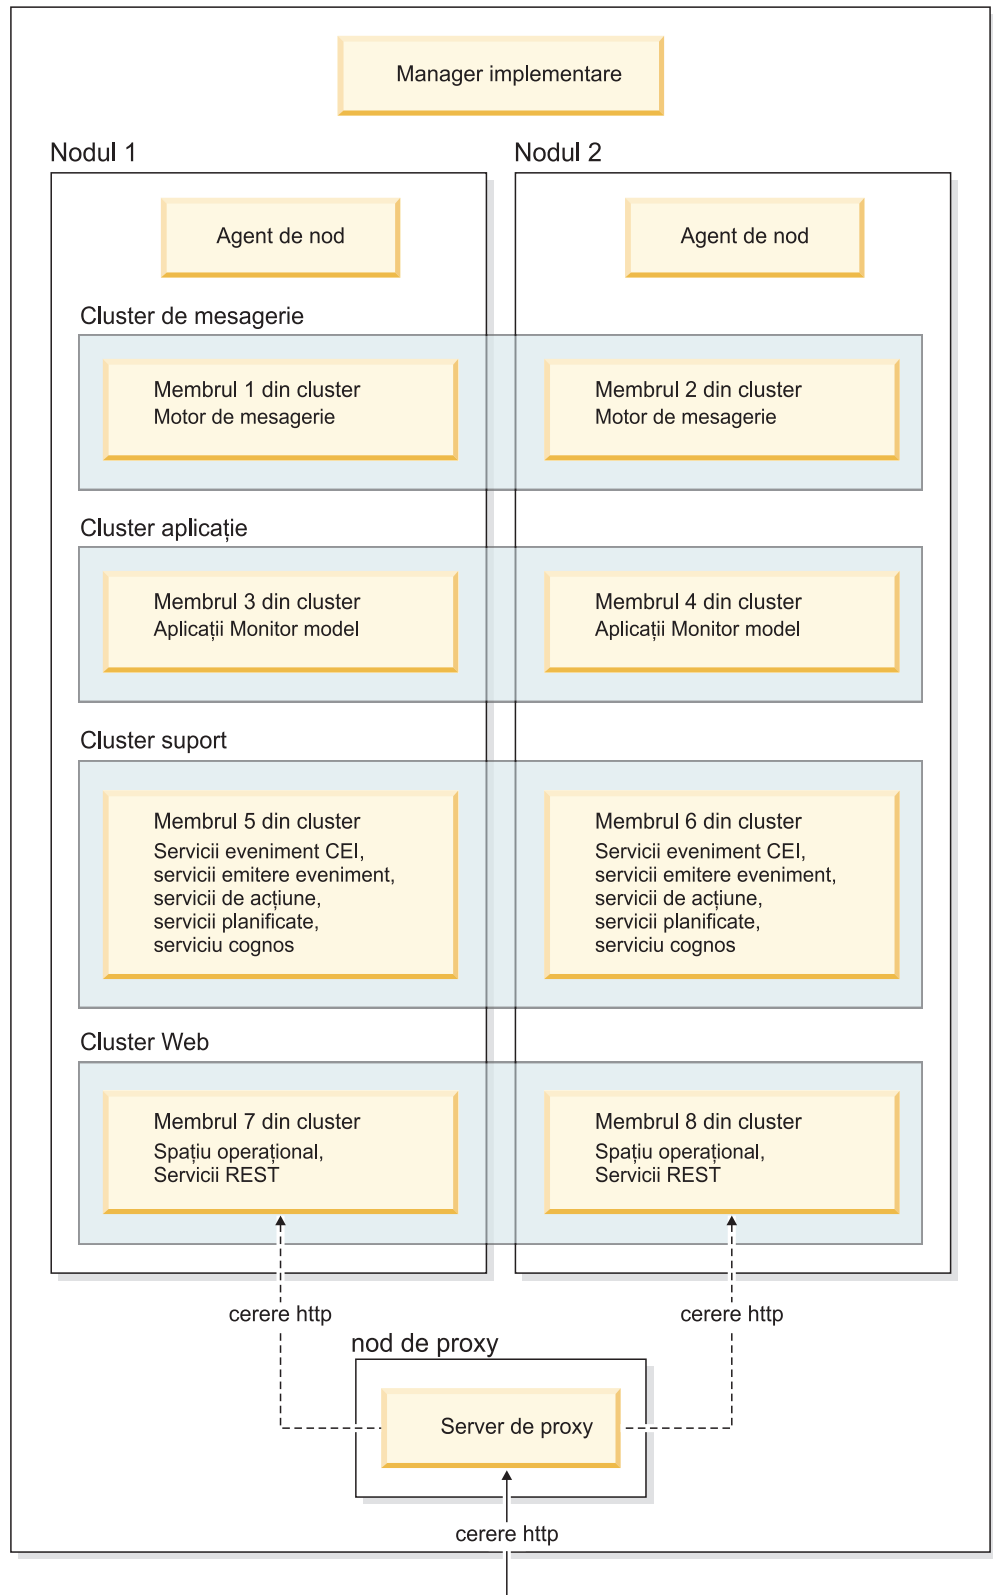 Manager implementare
Nodul 1
Nodul 2
Agent de nod
Agent de nod
Cluster de mesagerie
Membrul 1 din cluster
Motor de mesagerie
Membrul 2 din cluster
Motor de mesagerie
Cluster aplicație
Membrul 3 din cluster
Aplicații Monitor model
Membrul 4 din cluster
Aplicații Monitor model
Cluster suport
Membrul 5 din cluster
Servicii eveniment CEI,
servicii emitere eveniment,
servicii de acțiune,
servicii planificate,
serviciu cognos
Membrul 6 din cluster
Servicii eveniment CEI,
servicii emitere eveniment,
servicii de acțiune,
servicii planificate,
serviciu cognos
Cluster Web
Membrul 7 din cluster
Spațiu operațional,
Servicii REST
Membrul 8 din cluster
Spațiu operațional,
Servicii REST
cerere http
cerere http
nod de proxy
Server de proxy
cerere http